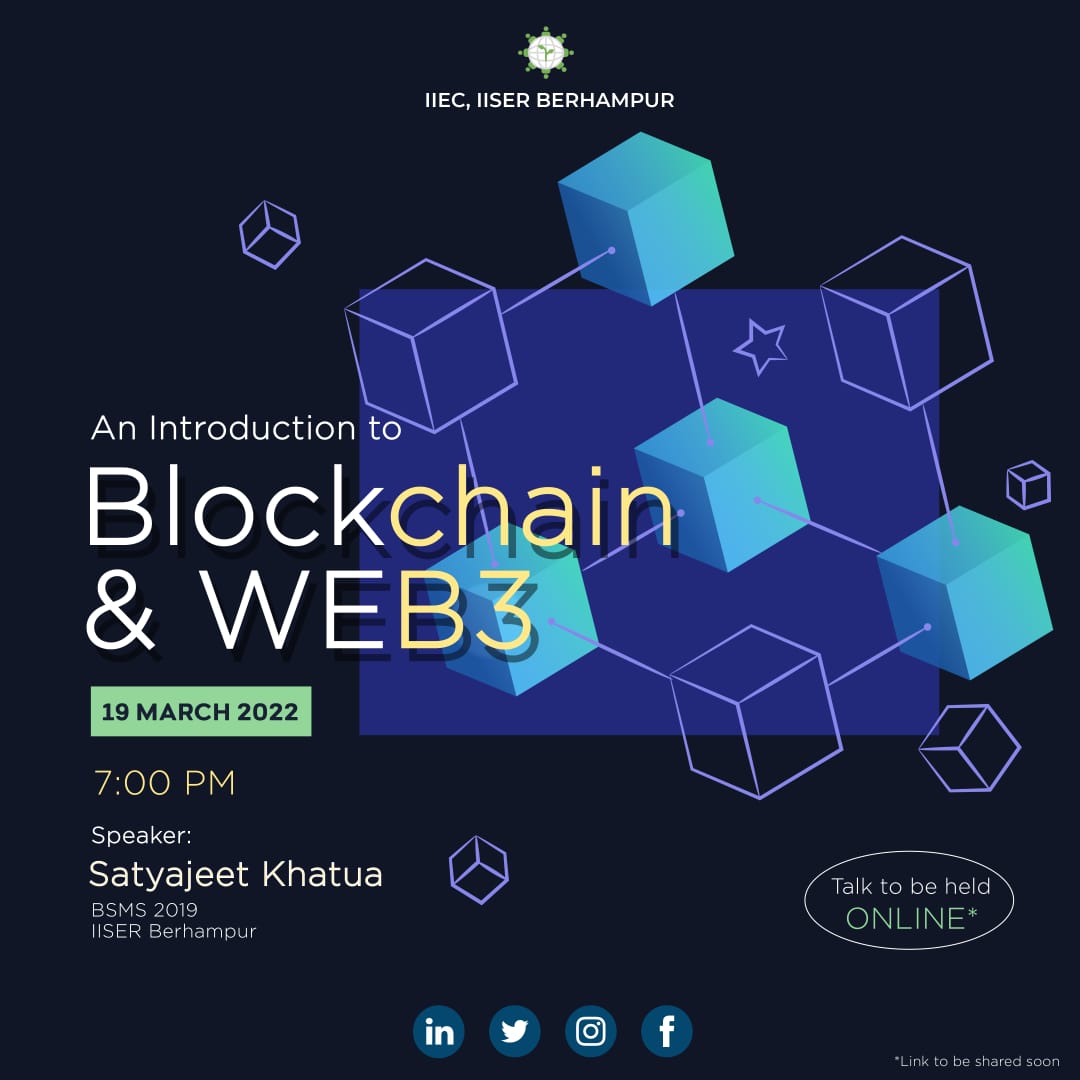 IIEC, IISER BERHAMPUR
An Introduction to
Blockchain
& WEB3
19 MARCH 2022
7:00 PM
Speaker:
Satyajeet Khatua
BSMS 2019
IISER Berhampur
Talk to be held
ONLINE*
in
f
*Link to be shared soon